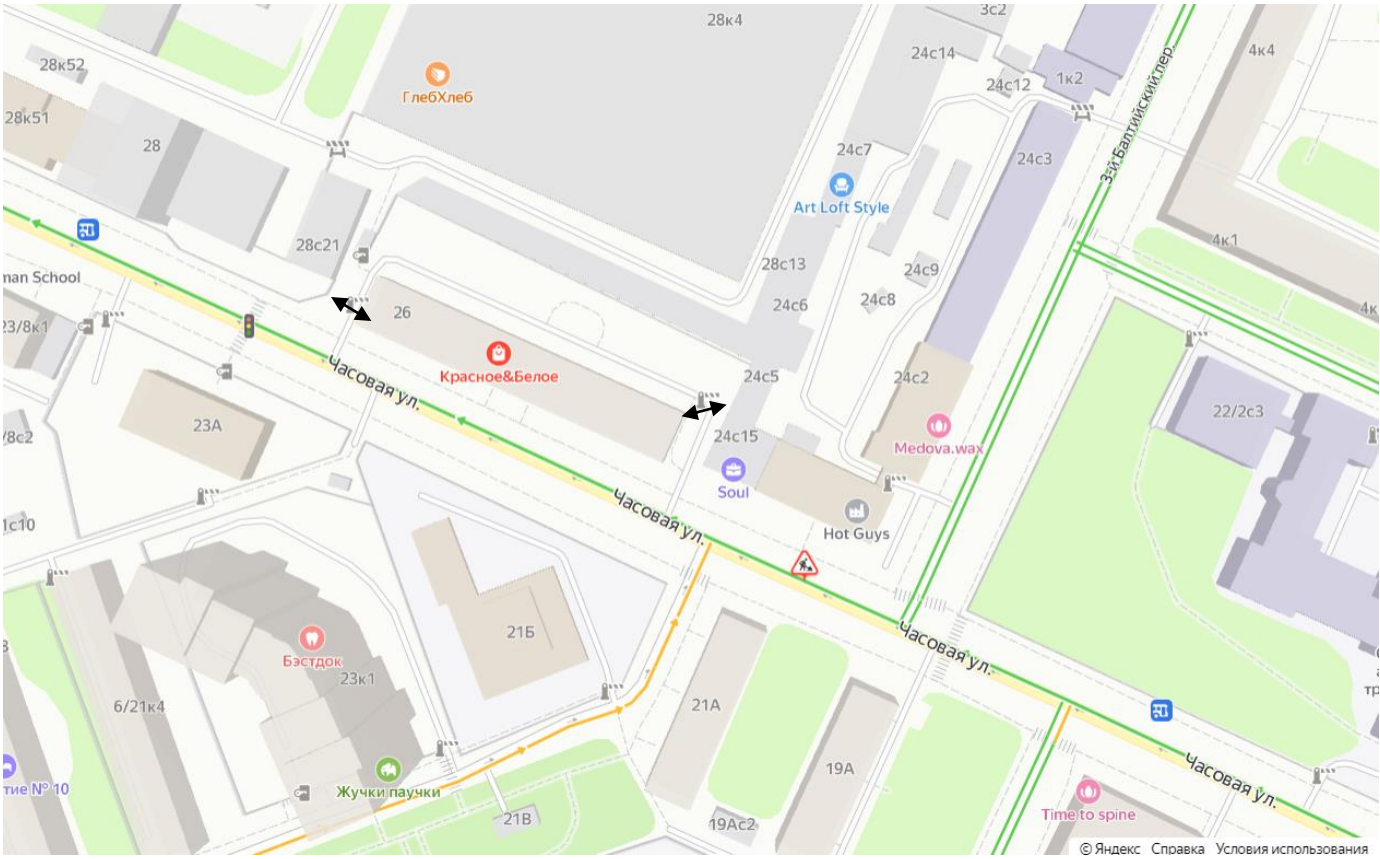 28к4
3с2
28к52
24с14
4к4
1к2
ГлебХлеб
24с12
28к51
28
24с7
24с3
3-й Балтийский пер.
Art Loft Style
28с21
4к1
man School
28с13
24с9
24с6
24с8
26
23/8к1
Красное&Белое
24с5
24с2
Часовая ул.
22/2с3
23А
24с15
/8с2
Medova.wax
Soul
Часовая ул.
Hot Guys
1с10
21Б
Часовая ул.
Бэстдок
23к1
6/21к4
21А
19А
Часовая ул.
тие № 10
Жучки паучки
21В
19Ас2
Time to spine
© Яндекс Справка Условия использования